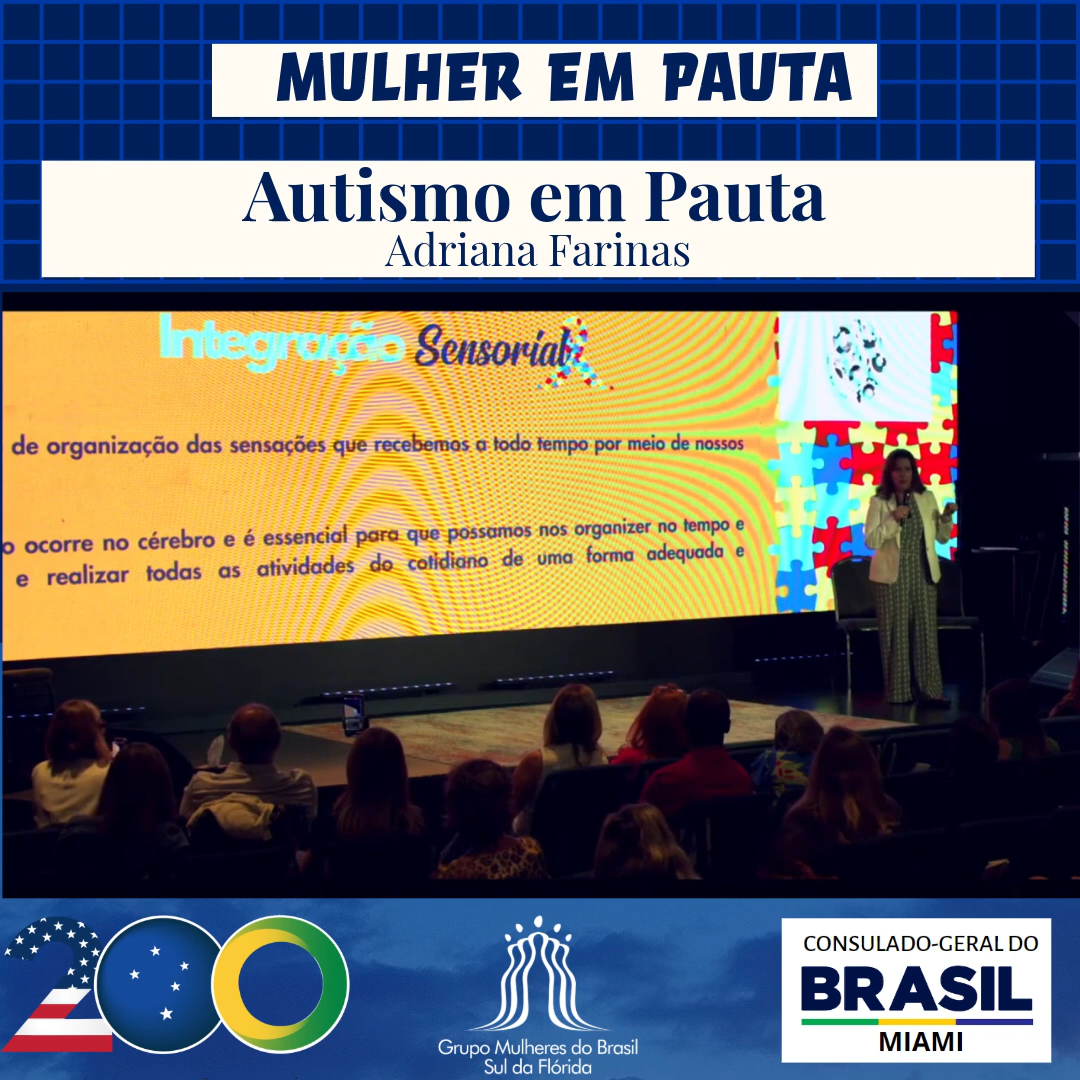 MULHER EM PAUTA
Autismo em Pauta
Adriana Farinas
Integração Sensorial
de organização das sensações que recebemos a todo tempo por meio de nossos
o ocorre no cérebro e é essencial para que possamos nos organizer no tempo e
e realizar todas as atividades do cotidiano de uma forma adequada e
200
Grupo Mulheres do Brasil
Sul da Flórida
CONSULADO-GERAL DO
BRASIL
MIAMI